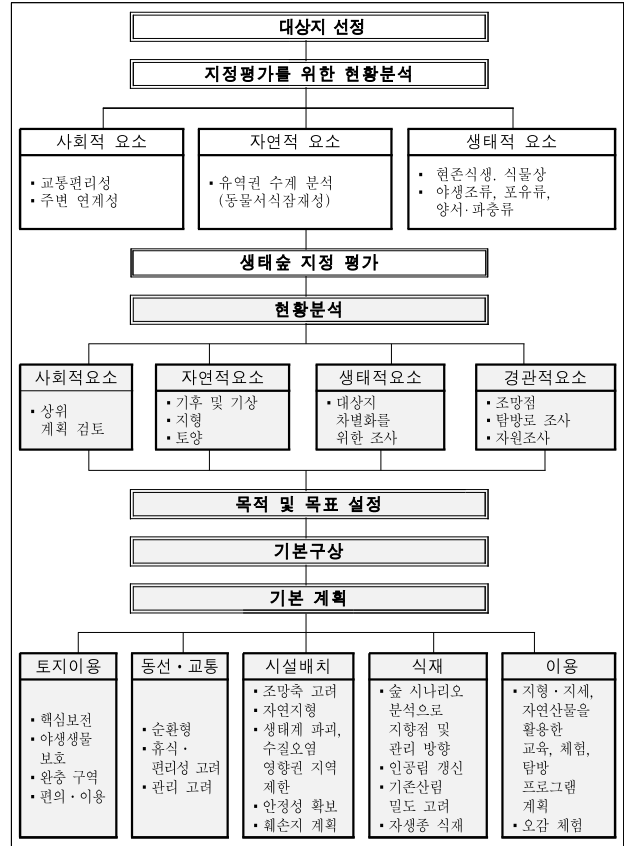 대상지 선정
지정평가를 위한 현황분석
사회적 요소
▪ 교통편리성
▪ 주변 연계성
자연적 요소
▪ 유역권 수계 분석
(동물서식잠재성)
생태적 요소
▪ 현존식생, 식물상
▪ 야생조류, 포유류,
양서·파충류
생태숲 지정 평가
현황분석
사회적요소
▪ 상위
계획 검토
자연적요소
▪ 기후 및 기상
▪ 지형
▪ 토양
생태적요소
▪ 대상지
차별화를
위한 조사
경관적요소
▪ 조망점
▪ 탐방로 조사
▪ 자원조사
목적 및 목표 설정
기본구상
기본 계획
토지이용
▪ 핵심보전
▪ 야생생물
보호
▪ 완충 구역
▪ 편의·이용
동선·교통
▪ 순환형
▪ 휴식·
편리성 고려
▪ 관리 고려
시설배치
▪ 조망축 고려
▪ 자연지형
▪ 생태계 파괴,
수질오염
영향권 지역
제한
▪ 안정성 확보
▪ 훼손지 계획
식재
▪ 숲 시나리오
분석으로
지향점 및
관리 방향
▪ 인공림 갱신
▪ 기존산림
밀도 고려
▪ 자생종 식재
이용
▪ 지형·지세,
자연산물을
활용한
교육, 체험,
탐방
프로그램
계획
▪ 오감 체험